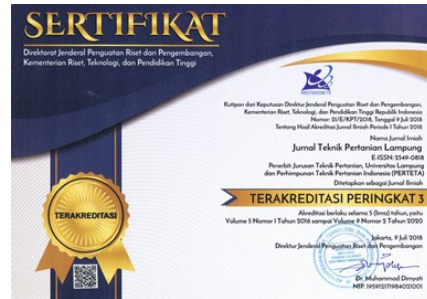 SERTIFIKAT
Direktorat Jenderal Penguatan Riset dan Pengembangan,
Kementerian Riset, Teknologi, dan Pendidikan Tinggi
RISTEKDIKTI
Kutipan dari Keputusan Direktur Jenderal Penguatan Riset dan Pengembangan,
Kementerian Riset, Teknologi, dan Pendidikan Tinggi Republik Indonesia
Nomor: 21/E/KPT/2018, Tanggal 9 Juli 2018
Tentang Hasil Akreditasi Jurnal Ilmiah Periode 1 Tahun 2018
Nama Jurnal Ilmiah
Jurnal Teknik Pertanian Lampung
E-ISSN: 2549-0818
Penerbit: Jurusan Teknik Pertanian, Universitas Lampung
dan Perhimpunan Teknik Pertanian Indonesia (PERTETA)
Ditetapkan sebagai Jurnal Ilmiah
TERAKREDITASI PERINGKAT 3
Akreditasi berlaku selama 5 (lima) tahun, yaitu
Volume 5 Nomor 1 Tahun 2016 sampai Volume 9 Nomor 2 Tahun 2020
TERAKREDITASI
Jakarta, 9 Juli 2018
Direktur Jenderal Penguatan Riset dan Pengembangan
Dr. Muhammad Dimyati
NIP. 195912171984021001